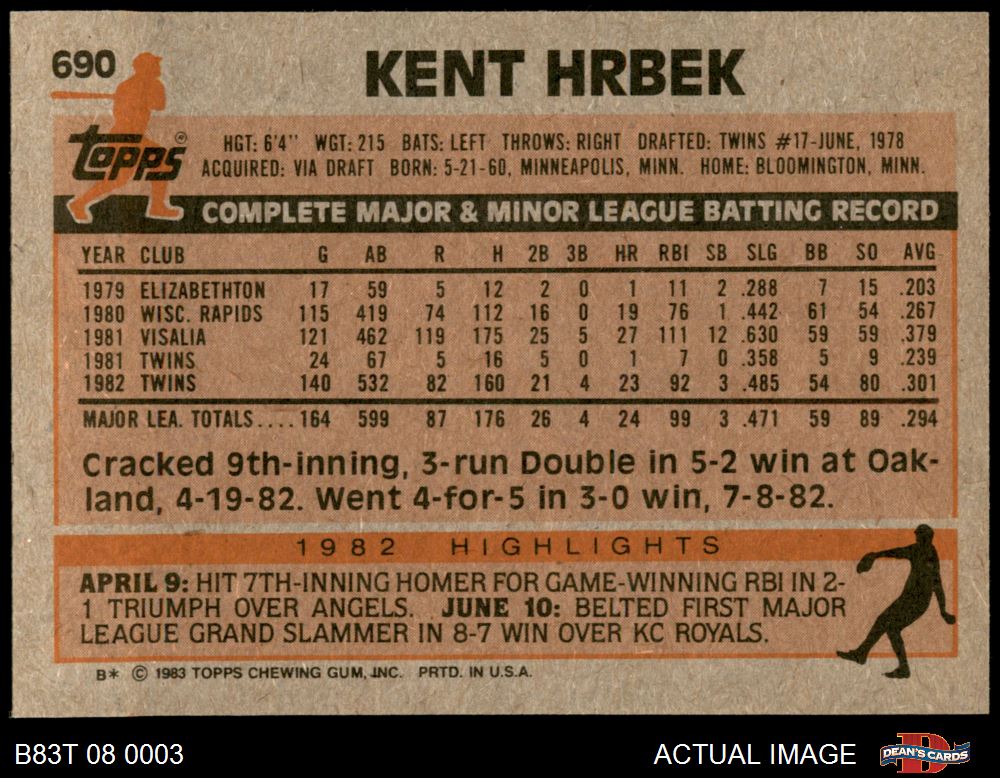 690
KENT HRBEK
topps®
HGT: 6'4" WGT: 215 BATS: LEFT THROWS: RIGHT DRAFTED: TWINS #17-JUNE, 1978
ACQUIRED: VIA DRAFT BORN: 5-21-60, MINNEAPOLIS, MINN. HOME: BLOOMINGTON, MINN.
COMPLETE MAJOR & MINOR LEAGUE BATTING RECORD
YEAR CLUB G AB R H 2B 3B HR RBI SB SLG BB SO AVG
1979 ELIZABETHTON 17 59 5 12 2 0 1 11 2 .288 7 15 .203
1980 WISC. RAPIDS 115 419 74 112 16 0 19 76 1 .442 61 54 .267
1981 VISALIA 121 462 119 175 25 5 27 111 12 .630 59 59 .379
1981 TWINS 24 67 5 16 5 0 1 7 0 .358 5 9 .239
1982 TWINS 140 532 82 160 21 4 23 92 3 .485 54 80 .301
MAJOR LEA. TOTALS.... 164 599 87 176 26 4 24 99 3 .471 59 89 .294
Cracked 9th-inning, 3-run Double in 5-2 win at Oak-
land, 4-19-82. Went 4-for-5 in 3-0 win, 7-8-82.
1982 HIGHLIGHTS
APRIL 9: HIT 7TH-INNING HOMER FOR GAME-WINNING RBI IN 2-
1 TRIUMPH OVER ANGELS. JUNE 10: BELTED FIRST MAJOR
LEAGUE GRAND SLAMMER IN 8-7 WIN OVER KC ROYALS.
B* © 1983 TOPPS CHEWING GUM, INC. PRTD. IN U.S.A.
B83T 08 0003
ACTUAL IMAGE
D
DEAN'S CARDS